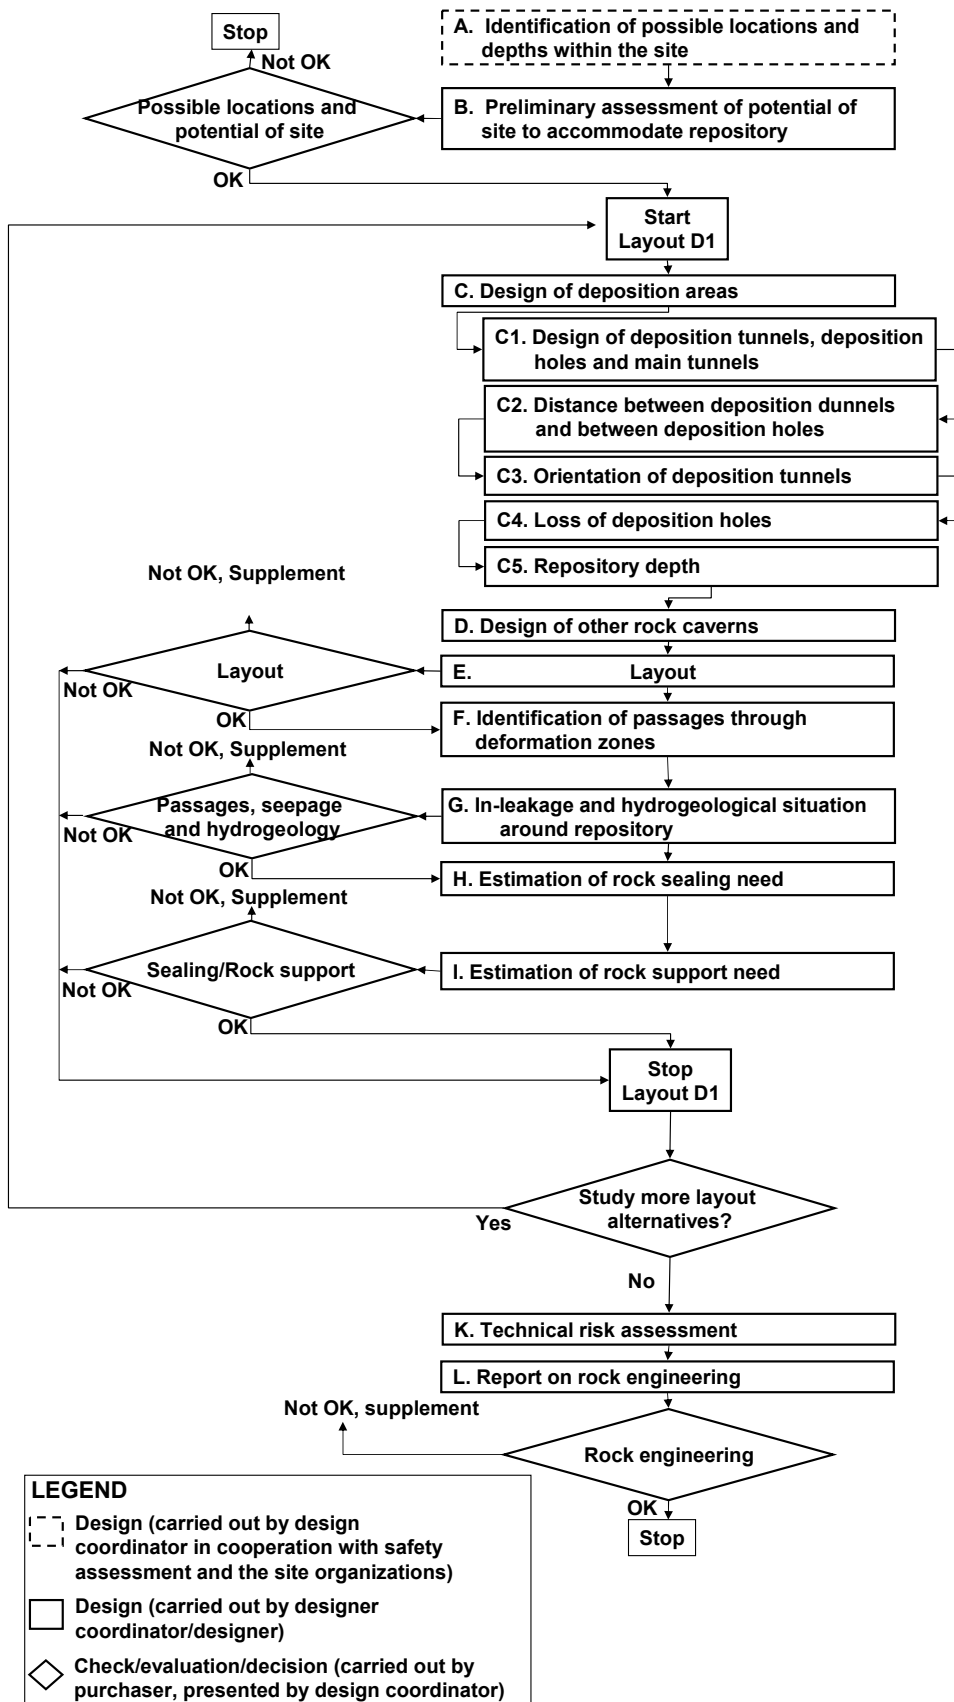 Stop
A. Identification of possible locations and
depths within the site
Not OK
Possible locations and
potential of site
B. Preliminary assessment of potential of
site to accommodate repository
OK
Start
Layout D1
C. Design of deposition areas
C1. Design of deposition tunnels, deposition
holes and main tunnels
C2. Distance between deposition dunnels
and between deposition holes
C3. Orientation of deposition tunnels
C4. Loss of deposition holes
C5. Repository depth
Not OK, Supplement
D. Design of other rock caverns
Layout
E. Layout
Not OK
OK
F. Identification of passages through
deformation zones
Not OK, Supplement
Passages, seepage
and hydrogeology
G. In-leakage and hydrogeological situation
around repository
Not OK
OK
H. Estimation of rock sealing need
Not OK, Supplement
Sealing/Rock support
I. Estimation of rock support need
Not OK
OK
Stop
Layout D1
Study more layout
alternatives?
Yes
No
K. Technical risk assessment
L. Report on rock engineering
Not OK, supplement
Rock engineering
OK
Stop
LEGEND
Design (carried out by design
coordinator in cooperation with safety
assessment and the site organizations)
Design (carried out by designer
coordinator/designer)
Check/evaluation/decision (carried out by
purchaser, presented by design coordinator)